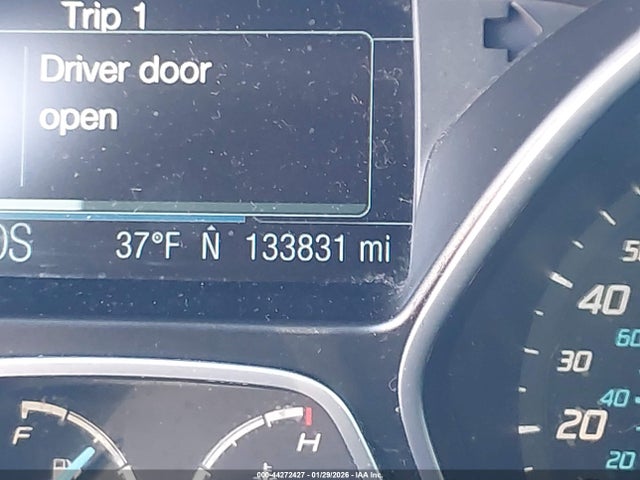 Trip 1
Driver door
open
37°F N 133831 mi
40
60
30
40
20
20
F
H
000-44272427 - 01/29/2026 - IAA Inc.